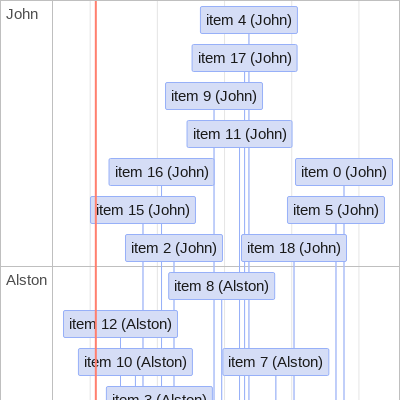 John
item 4 (John)
item 17 (John)
item 9 (John)
item 11 (John)
item 16 (John)
item 0 (John)
item 15 (John)
item 5 (John)
item 2 (John)
item 18 (John)
Alston
item 8 (Alston)
item 12 (Alston)
item 10 (Alston)
item 7 (Alston)
item 3 (Alston)